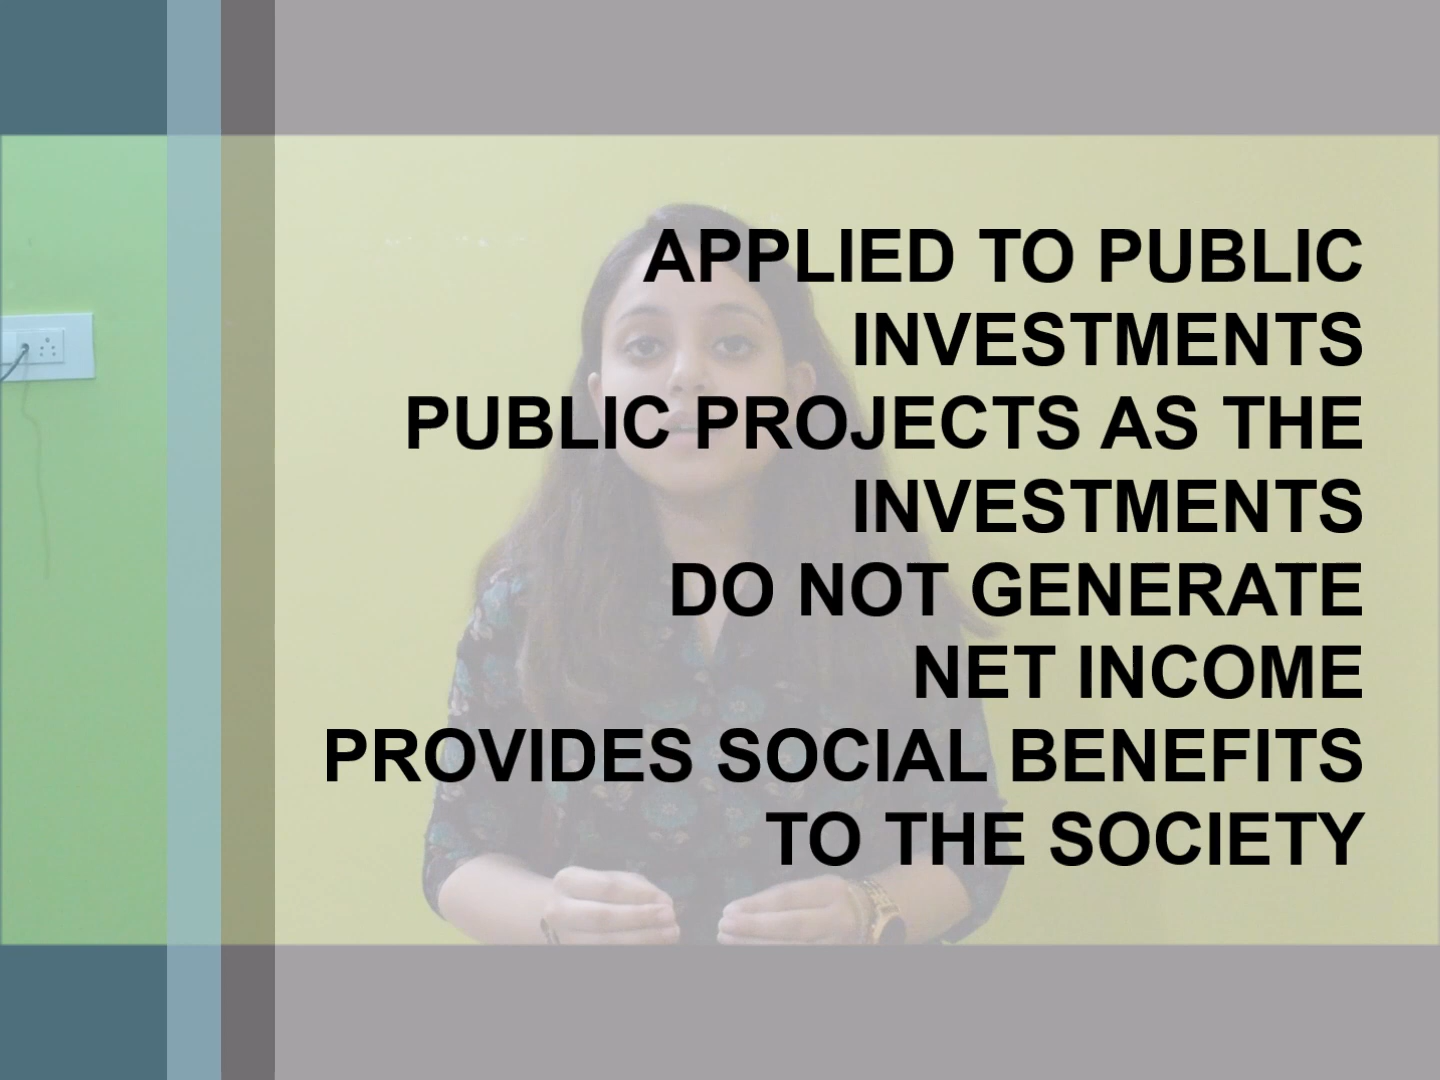 APPLIED TO PUBLIC
INVESTMENTS
PUBLIC PROJECTS AS THE
INVESTMENTS
DO NOT GENERATE
NET INCOME
PROVIDES SOCIAL BENEFITS
TO THE SOCIETY